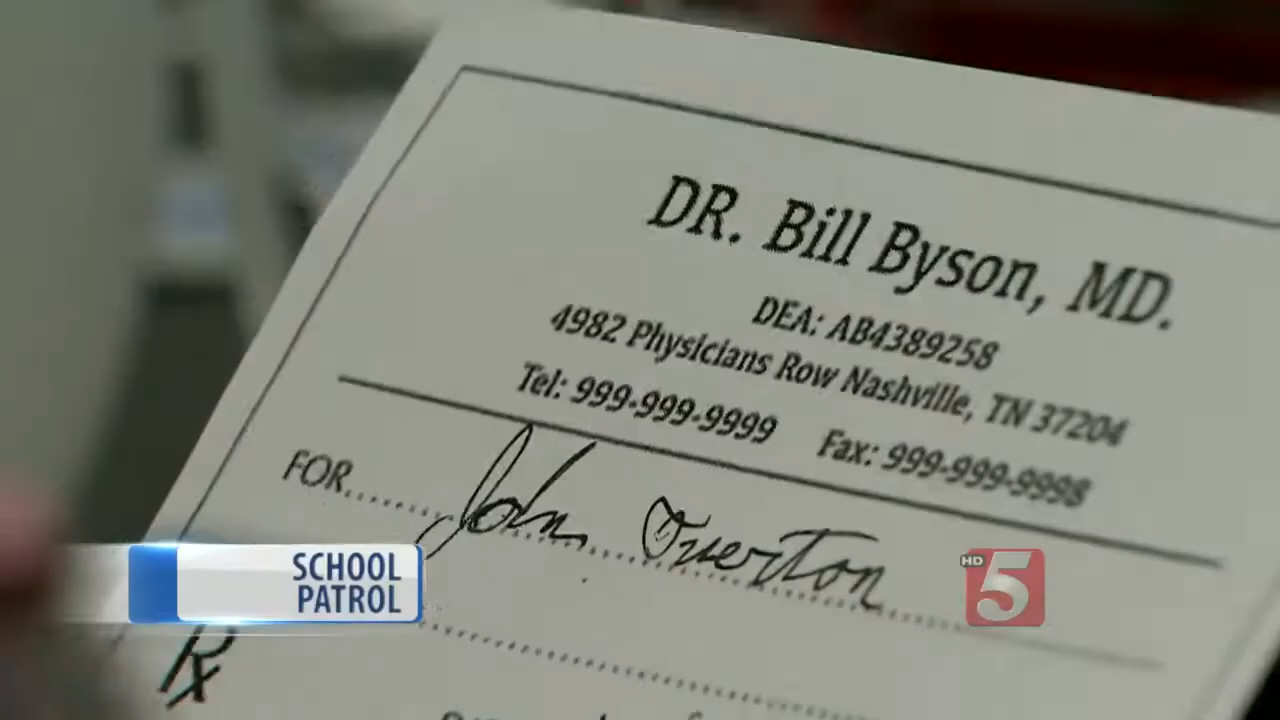 DR. Bill Byson, MD.
DEA: AB4389258
4982 Physicians Row Nashville, TN 37204
Tel: 999-999-9999 Fax: 999-999-9998
FOR John Overton
SCHOOL
PATROL
HD 5
Rx